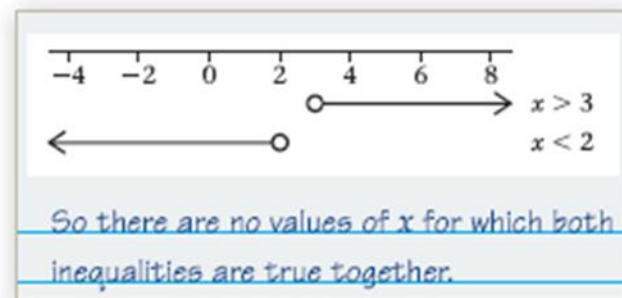 −4 −2 0 2 4 6 8
x > 3
x < 2
So there are no values of x for which both
inequalities are true together.